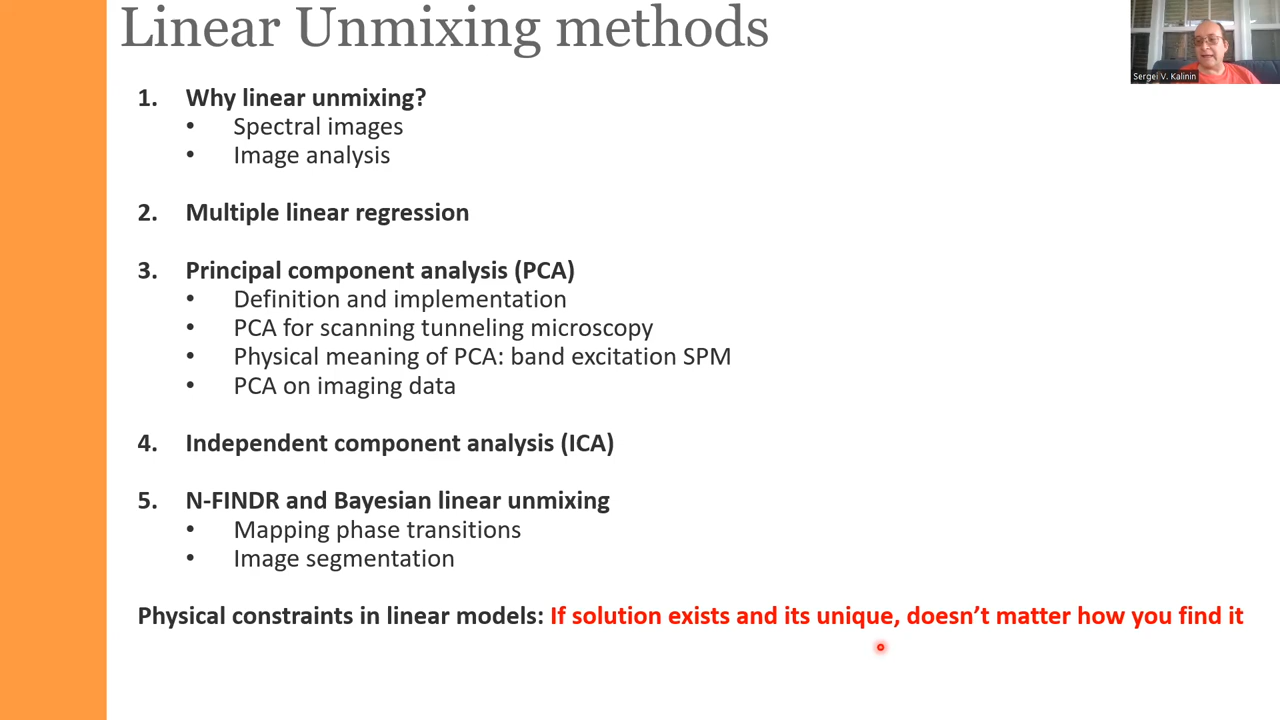 Linear Unmixing methods
Sergei V. Kalinin
1. Why linear unmixing?
• Spectral images
• Image analysis
2. Multiple linear regression
3. Principal component analysis (PCA)
• Definition and implementation
• PCA for scanning tunneling microscopy
• Physical meaning of PCA: band excitation SPM
• PCA on imaging data
4. Independent component analysis (ICA)
5. N-FINDR and Bayesian linear unmixing
• Mapping phase transitions
• Image segmentation
Physical constraints in linear models: If solution exists and its unique, doesn’t matter how you find it